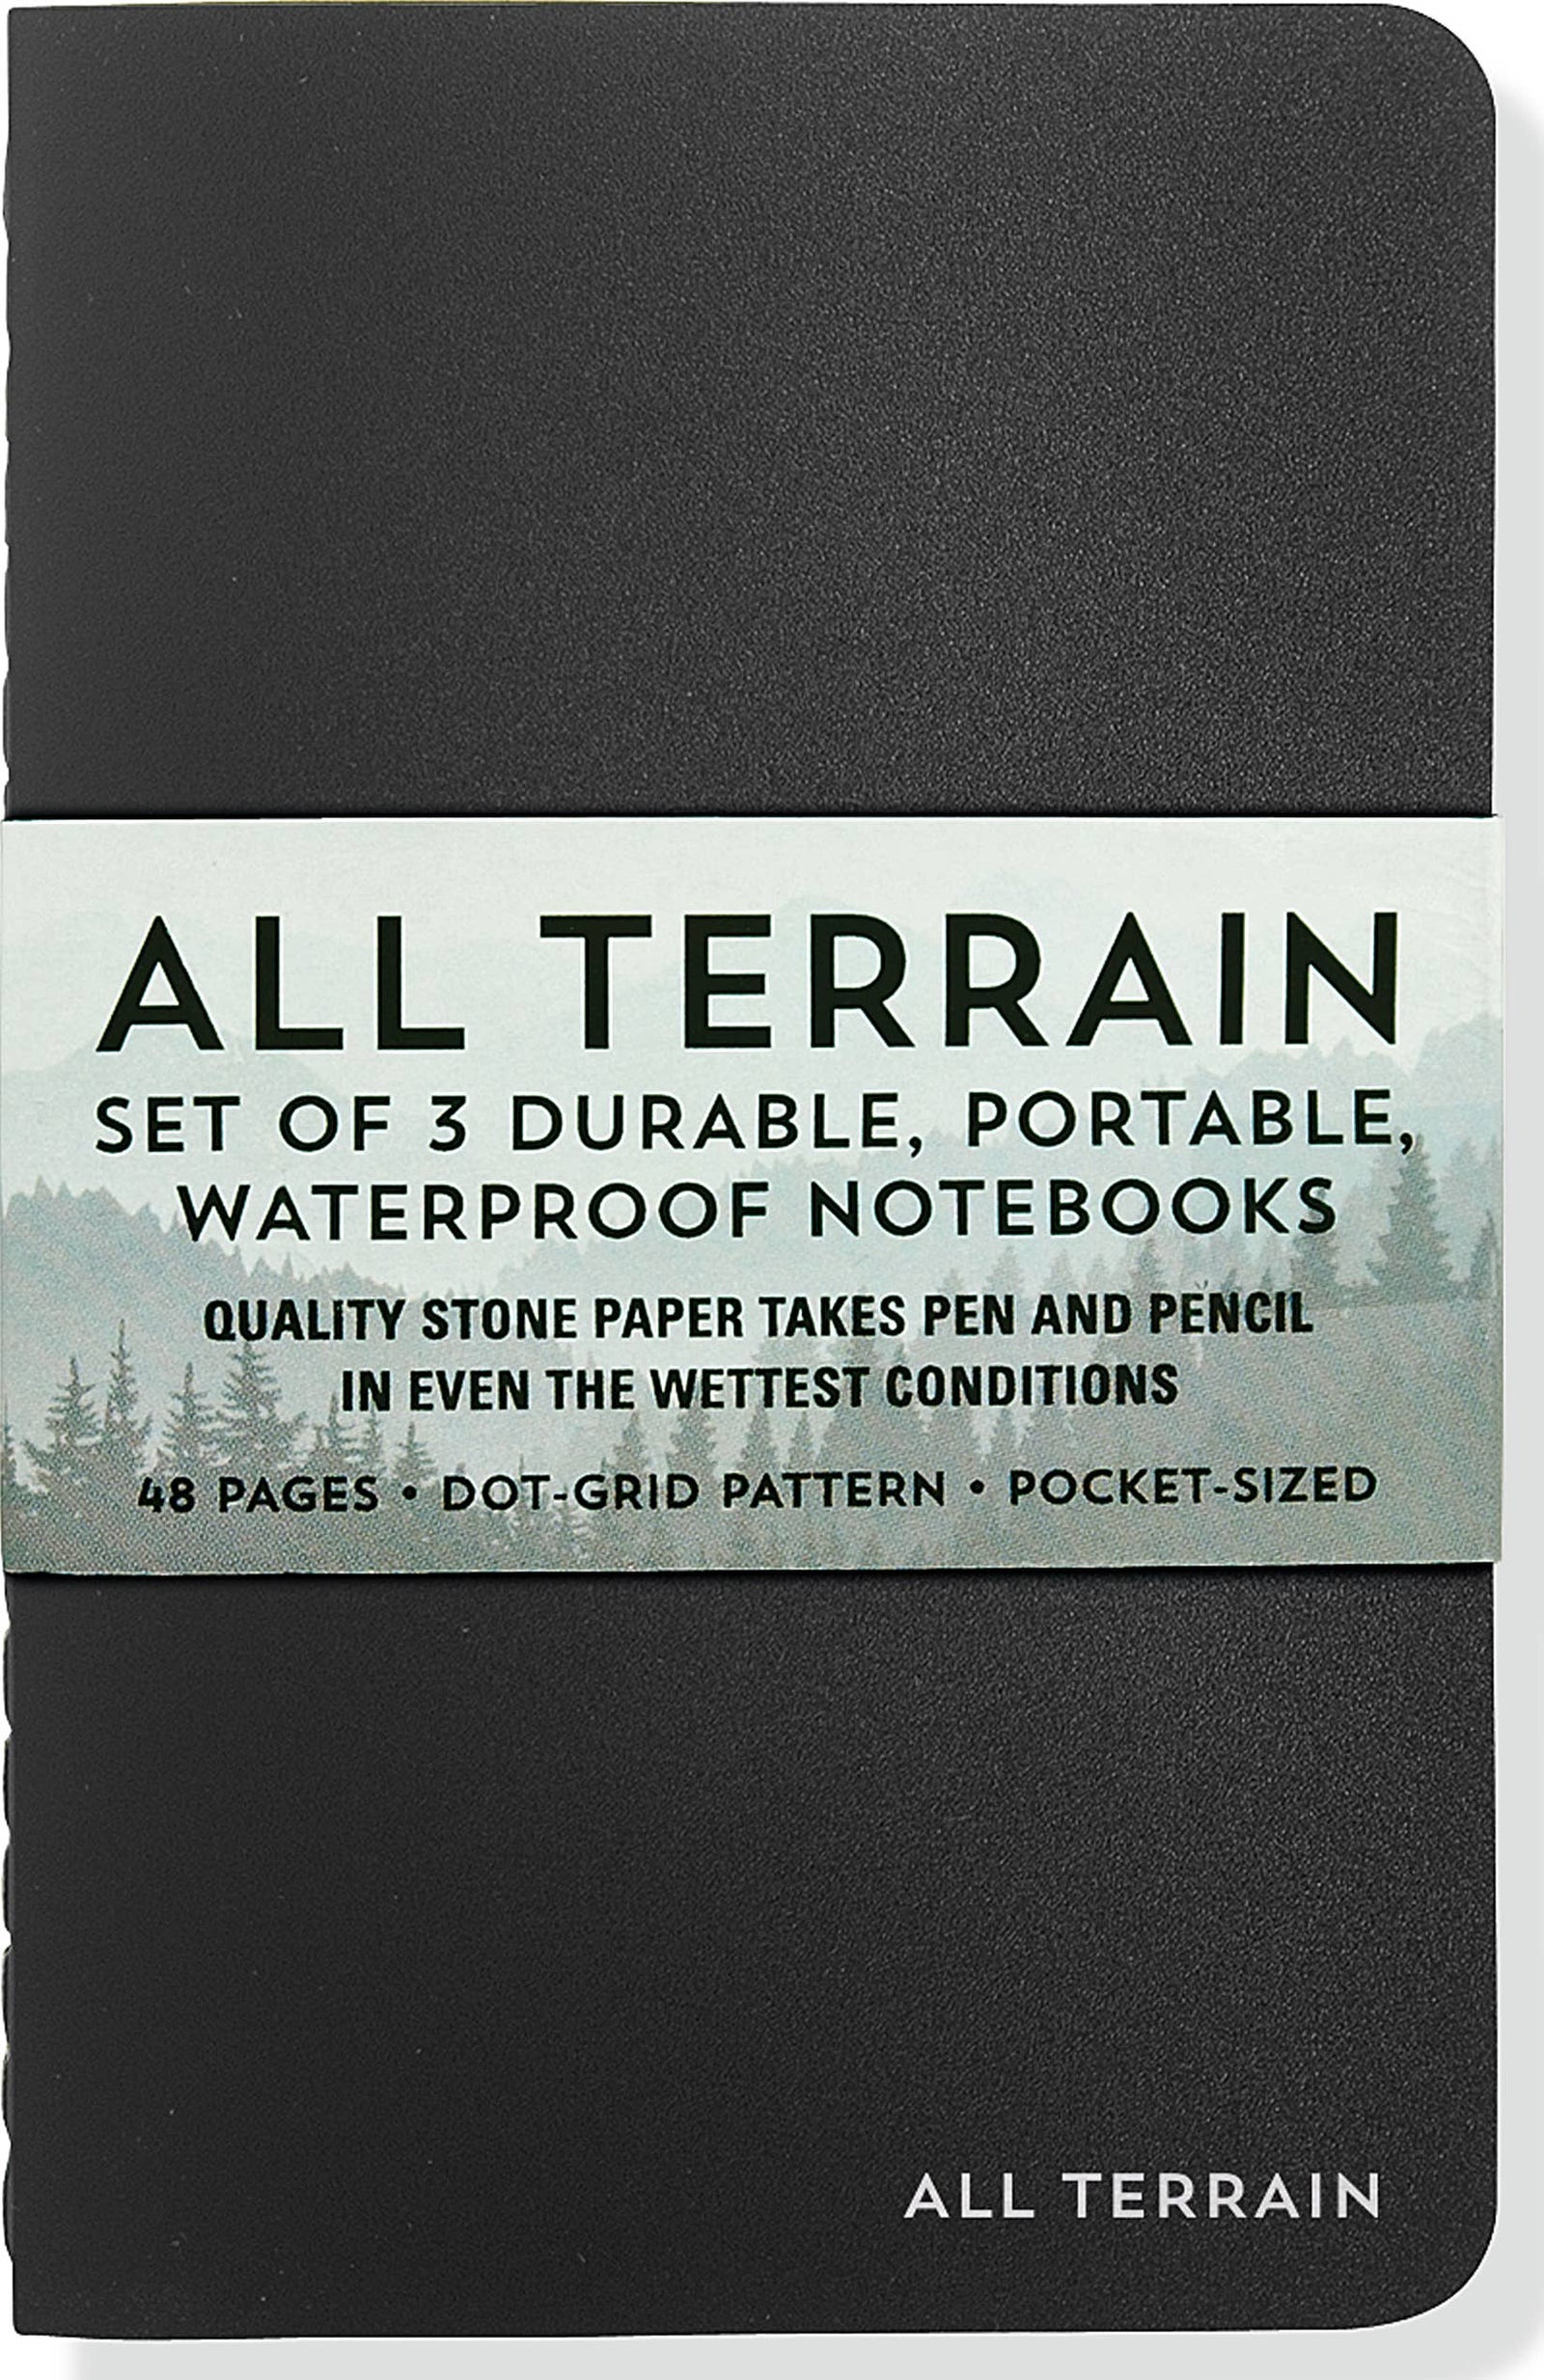 ALL TERRAIN
SET OF 3 DURABLE, PORTABLE,
WATERPROOF NOTEBOOKS
QUALITY STONE PAPER TAKES PEN AND PENCIL
IN EVEN THE WETTEST CONDITIONS
48 PAGES • DOT-GRID PATTERN • POCKET-SIZED
ALL TERRAIN